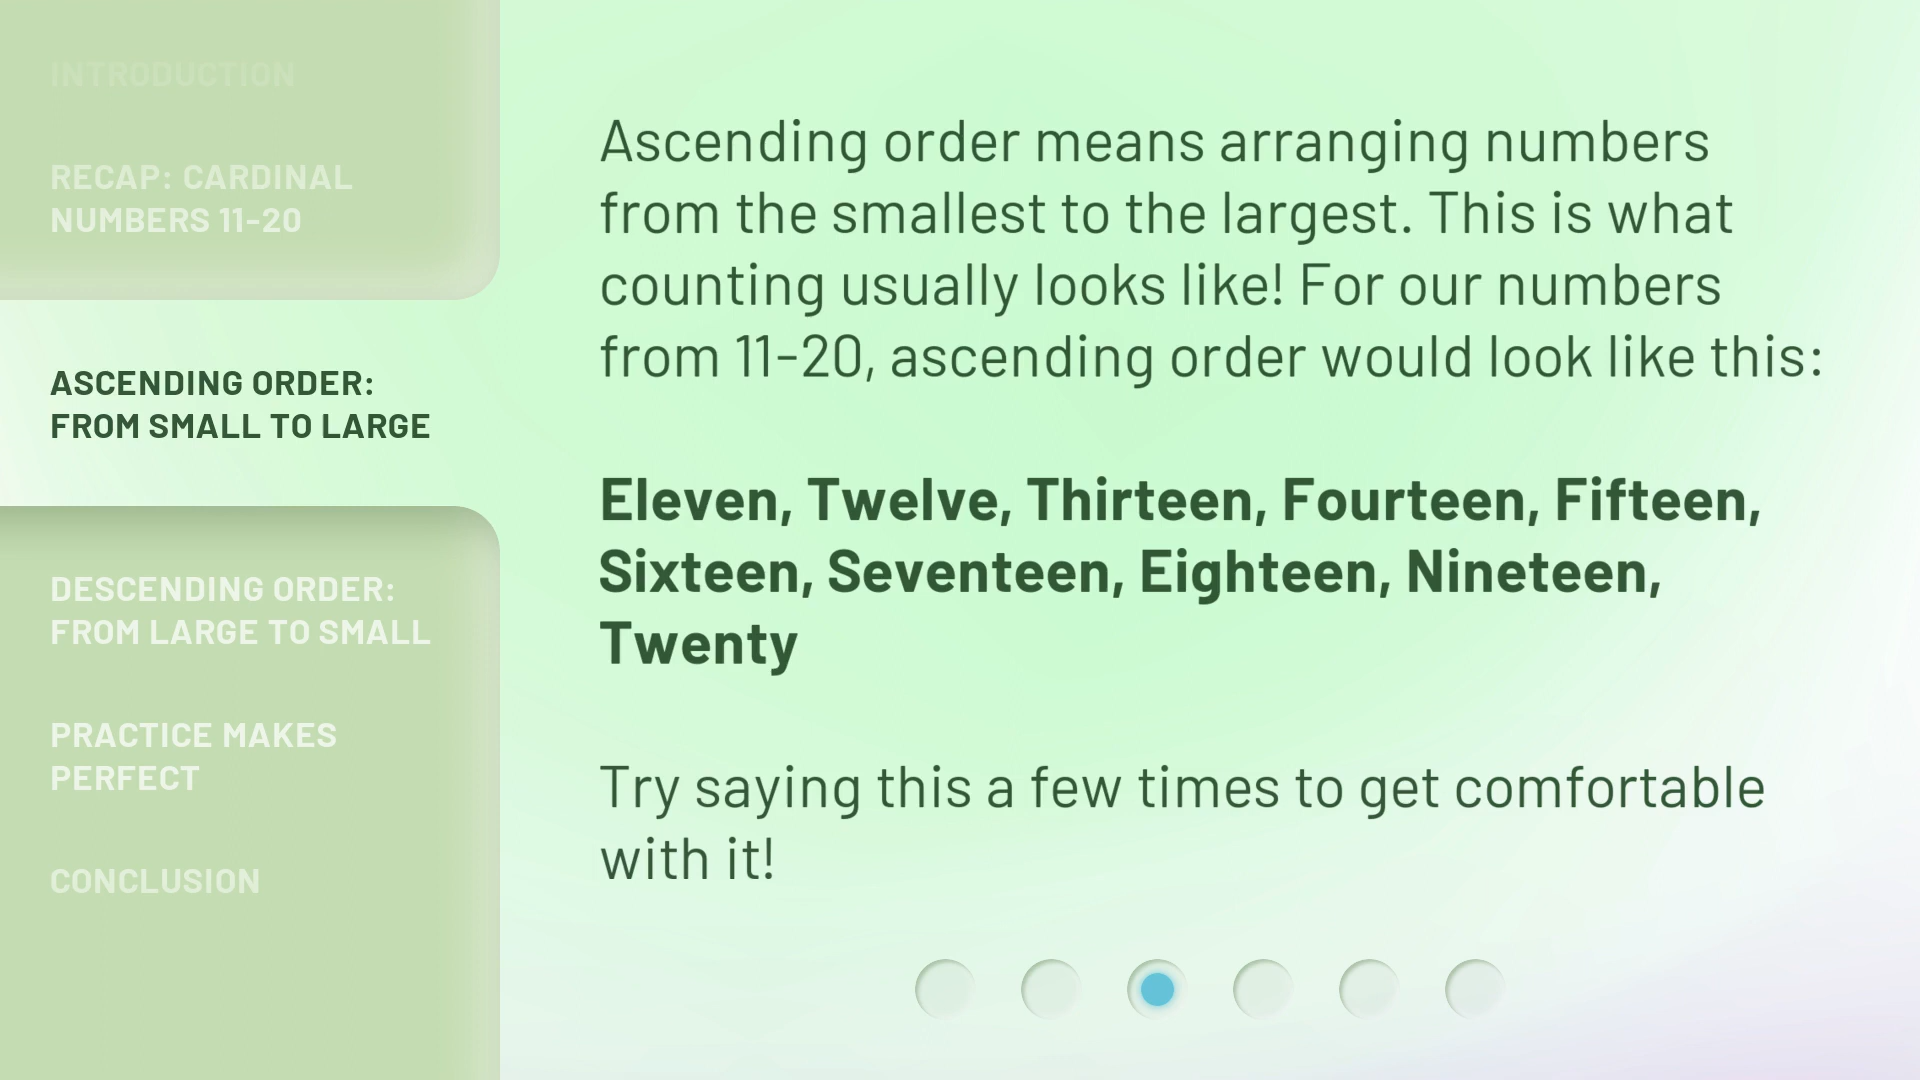 INTRODUCTION
RECAP: CARDINAL
NUMBERS 11-20
ASCENDING ORDER:
FROM SMALL TO LARGE
DESCENDING ORDER:
FROM LARGE TO SMALL
PRACTICE MAKES
PERFECT
CONCLUSION
Ascending order means arranging numbers
from the smallest to the largest. This is what
counting usually looks like! For our numbers
from 11-20, ascending order would look like this:
Eleven, Twelve, Thirteen, Fourteen, Fifteen,
Sixteen, Seventeen, Eighteen, Nineteen,
Twenty
Try saying this a few times to get comfortable
with it!